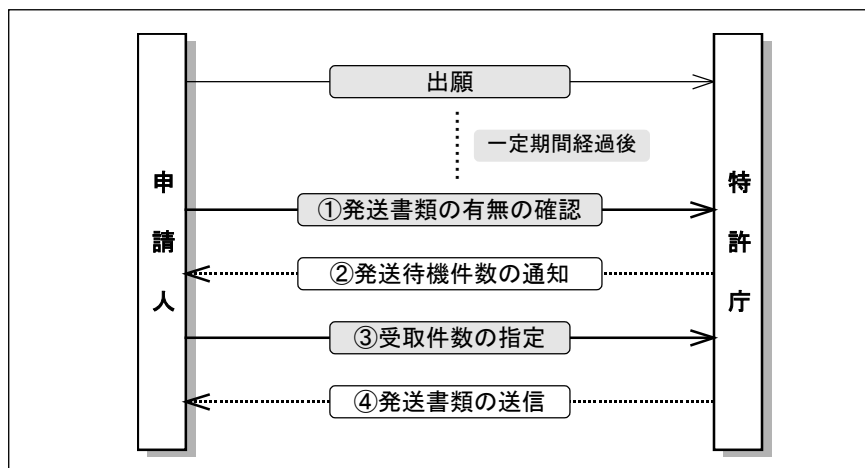 出願
一定期間経過後
申請人
特許庁
①発送書類の有無の確認
②発送待機件数の通知
③受取件数の指定
④発送書類の送信